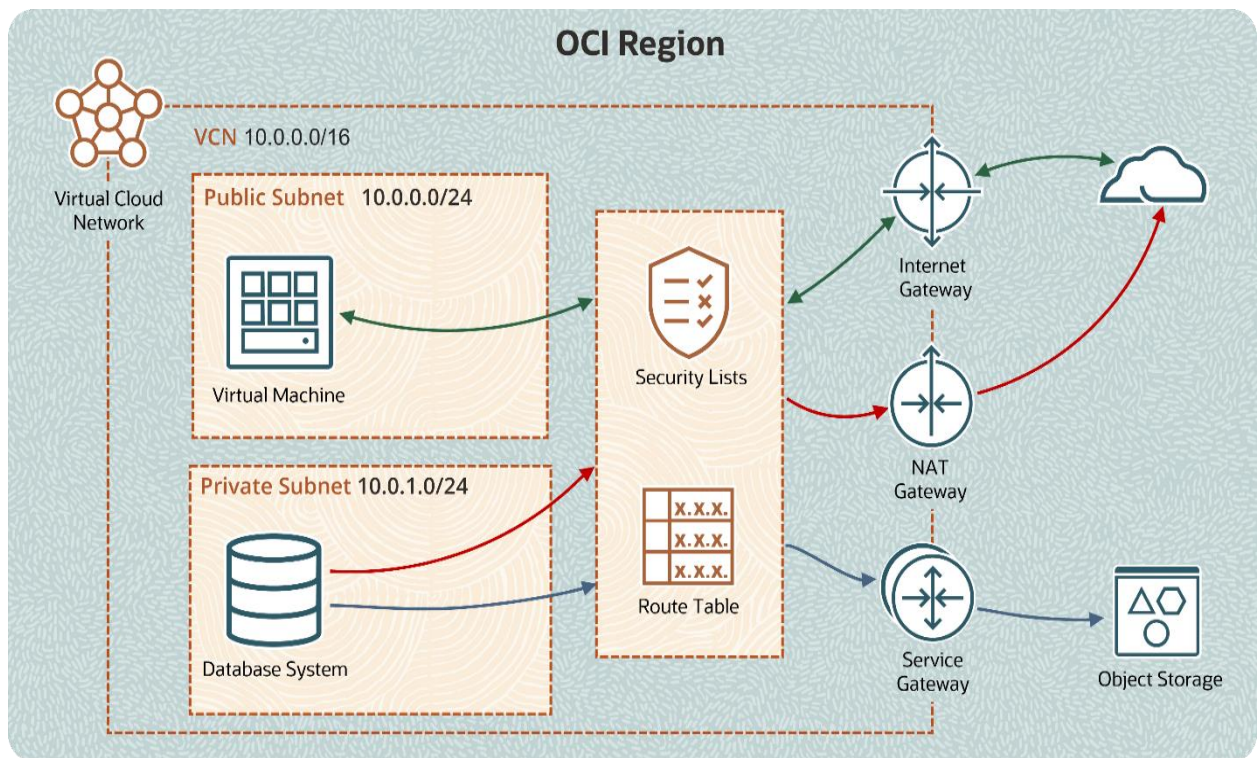 OCI Region
VCN 10.0.0.0/16
Virtual Cloud
Network
Public Subnet 10.0.0.0/24
Virtual Machine
Private Subnet 10.0.1.0/24
Database System
Security Lists
x.x.x.
x.x.x.
x.x.x.
Route Table
Internet
Gateway
NAT
Gateway
Service
Gateway
Object Storage